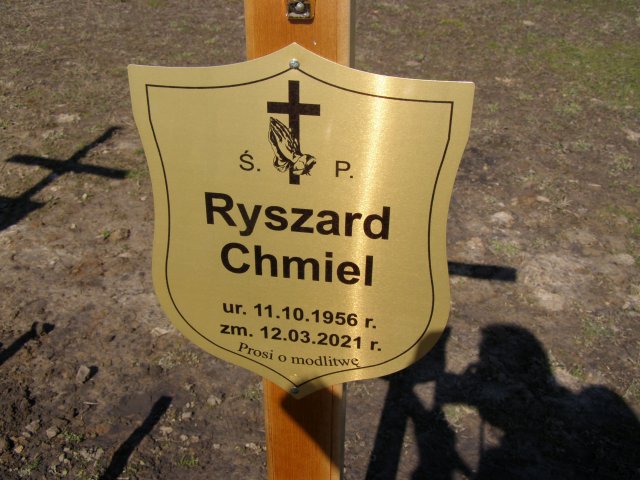 Ś. P.
Ryszard
Chmiel
ur. 11.10.1956 r.
zm. 12.03.2021 r.
Prosi o modlitwę